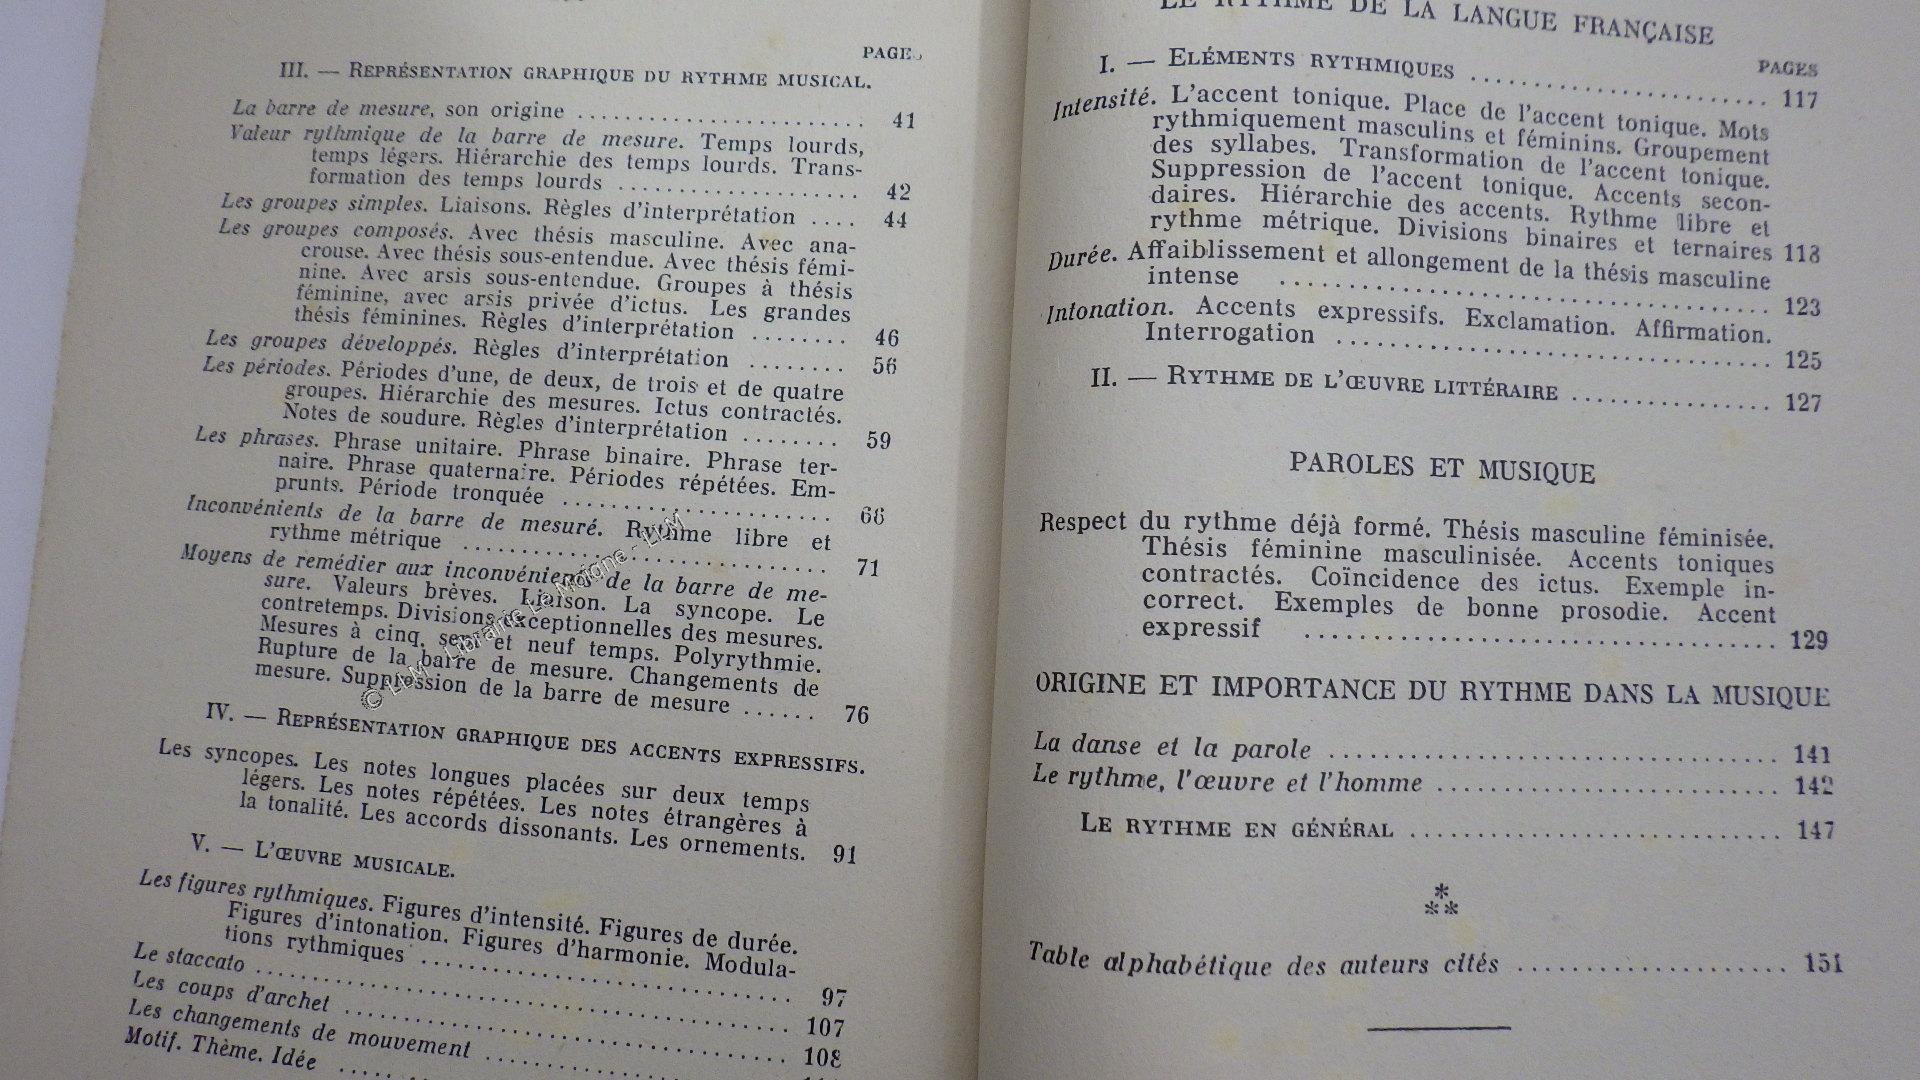 PAGES
III. — REPRÉSENTATION GRAPHIQUE DU RYTHME MUSICAL.
La barre de mesure, son origine ........................ 41
Valeur rythmique de la barre de mesure. Temps lourds,
temps légers. Hiérarchie des temps lourds. Trans-
formation des temps lourds .................... 42
Les groupes simples. Liaisons. Règles d'interprétation .... 44
Les groupes composés. Avec thésis masculine. Avec ana-
crouse. Avec thésis sous-entendue. Avec thésis fémi-
nine. Avec arsis sous-entendue. Groupes à thésis
féminine, avec arsis privée d'ictus. Les grandes
thésis féminines. Règles d'interprétation ........ 46
Les groupes développés. Règles d'interprétation ........ 56
Les périodes. Périodes d'une, de deux, de trois et de quatre
groupes. Hiérarchie des mesures. Ictus contractés.
Notes de soudure. Règles d'interprétation ........ 59
Les phrases. Phrase unitaire. Phrase binaire. Phrase ter-
naire. Phrase quaternaire. Périodes répétées. Em-
prunts. Période tronquée ...................... 68
Inconvénients de la barre de mesuré. Rythme libre et
rythme métrique .............................. 71
Moyens de remédier aux inconvénients de la barre de me-
sure. Valeurs brèves. Liaison. La syncope. Le
contretemps. Divisions exceptionnelles des mesures.
Mesures à cinq, sept et neuf temps. Polyrythmie.
Rupture de la barre de mesure. Changements de
mesure. Suppression de la barre de mesure ...... 76
IV. — REPRÉSENTATION GRAPHIQUE DES ACCENTS EXPRESSIFS.
Les syncopes. Les notes longues placées sur deux temps
légers. Les notes répétées. Les notes étrangères à
la tonalité. Les accords dissonants. Les ornements. 91
V. — L'ŒUVRE MUSICALE.
Les figures rythmiques. Figures d'intensité. Figures de durée.
Figures d'intonation. Figures d'harmonie. Modula-
tions rythmiques .............................. 97
Le staccato ............................................ 107
Les coups d'archet .................................... 108
Les changements de mouvement ....................
Motif. Thème. Idée .....
© LLM - Librairie Le Moigne - LLM
LE RYTHME DE LA LANGUE FRANÇAISE
PAGES
I. — ELÉMENTS RYTHMIQUES ........................ 117
Intensité. L'accent tonique. Place de l'accent tonique. Mots
rythmiquement masculins et féminins. Groupement
des syllabes. Transformation de l'accent tonique.
Suppression de l'accent tonique. Accents secon-
daires. Hiérarchie des accents. Rythme libre et
rythme métrique. Divisions binaires et ternaires 118
Durée. Affaiblissement et allongement de la thésis masculine
intense .................................... 123
Intonation. Accents expressifs. Exclamation. Affirmation.
Interrogation ................................ 125
II. — RYTHME DE L'ŒUVRE LITTÉRAIRE ................ 127
PAROLES ET MUSIQUE
Respect du rythme déjà formé. Thésis masculine féminisée.
Thésis féminine masculinisée. Accents toniques
contractés. Coïncidence des ictus. Exemple in-
correct. Exemples de bonne prosodie. Accent
expressif .................................... 129
ORIGINE ET IMPORTANCE DU RYTHME DANS LA MUSIQUE
La danse et la parole .................................. 141
Le rythme, l'œuvre et l'homme .......................... 142
LE RYTHME EN GÉNÉRAL ............................ 147
*
* *
Table alphabétique des auteurs cités .................... 151